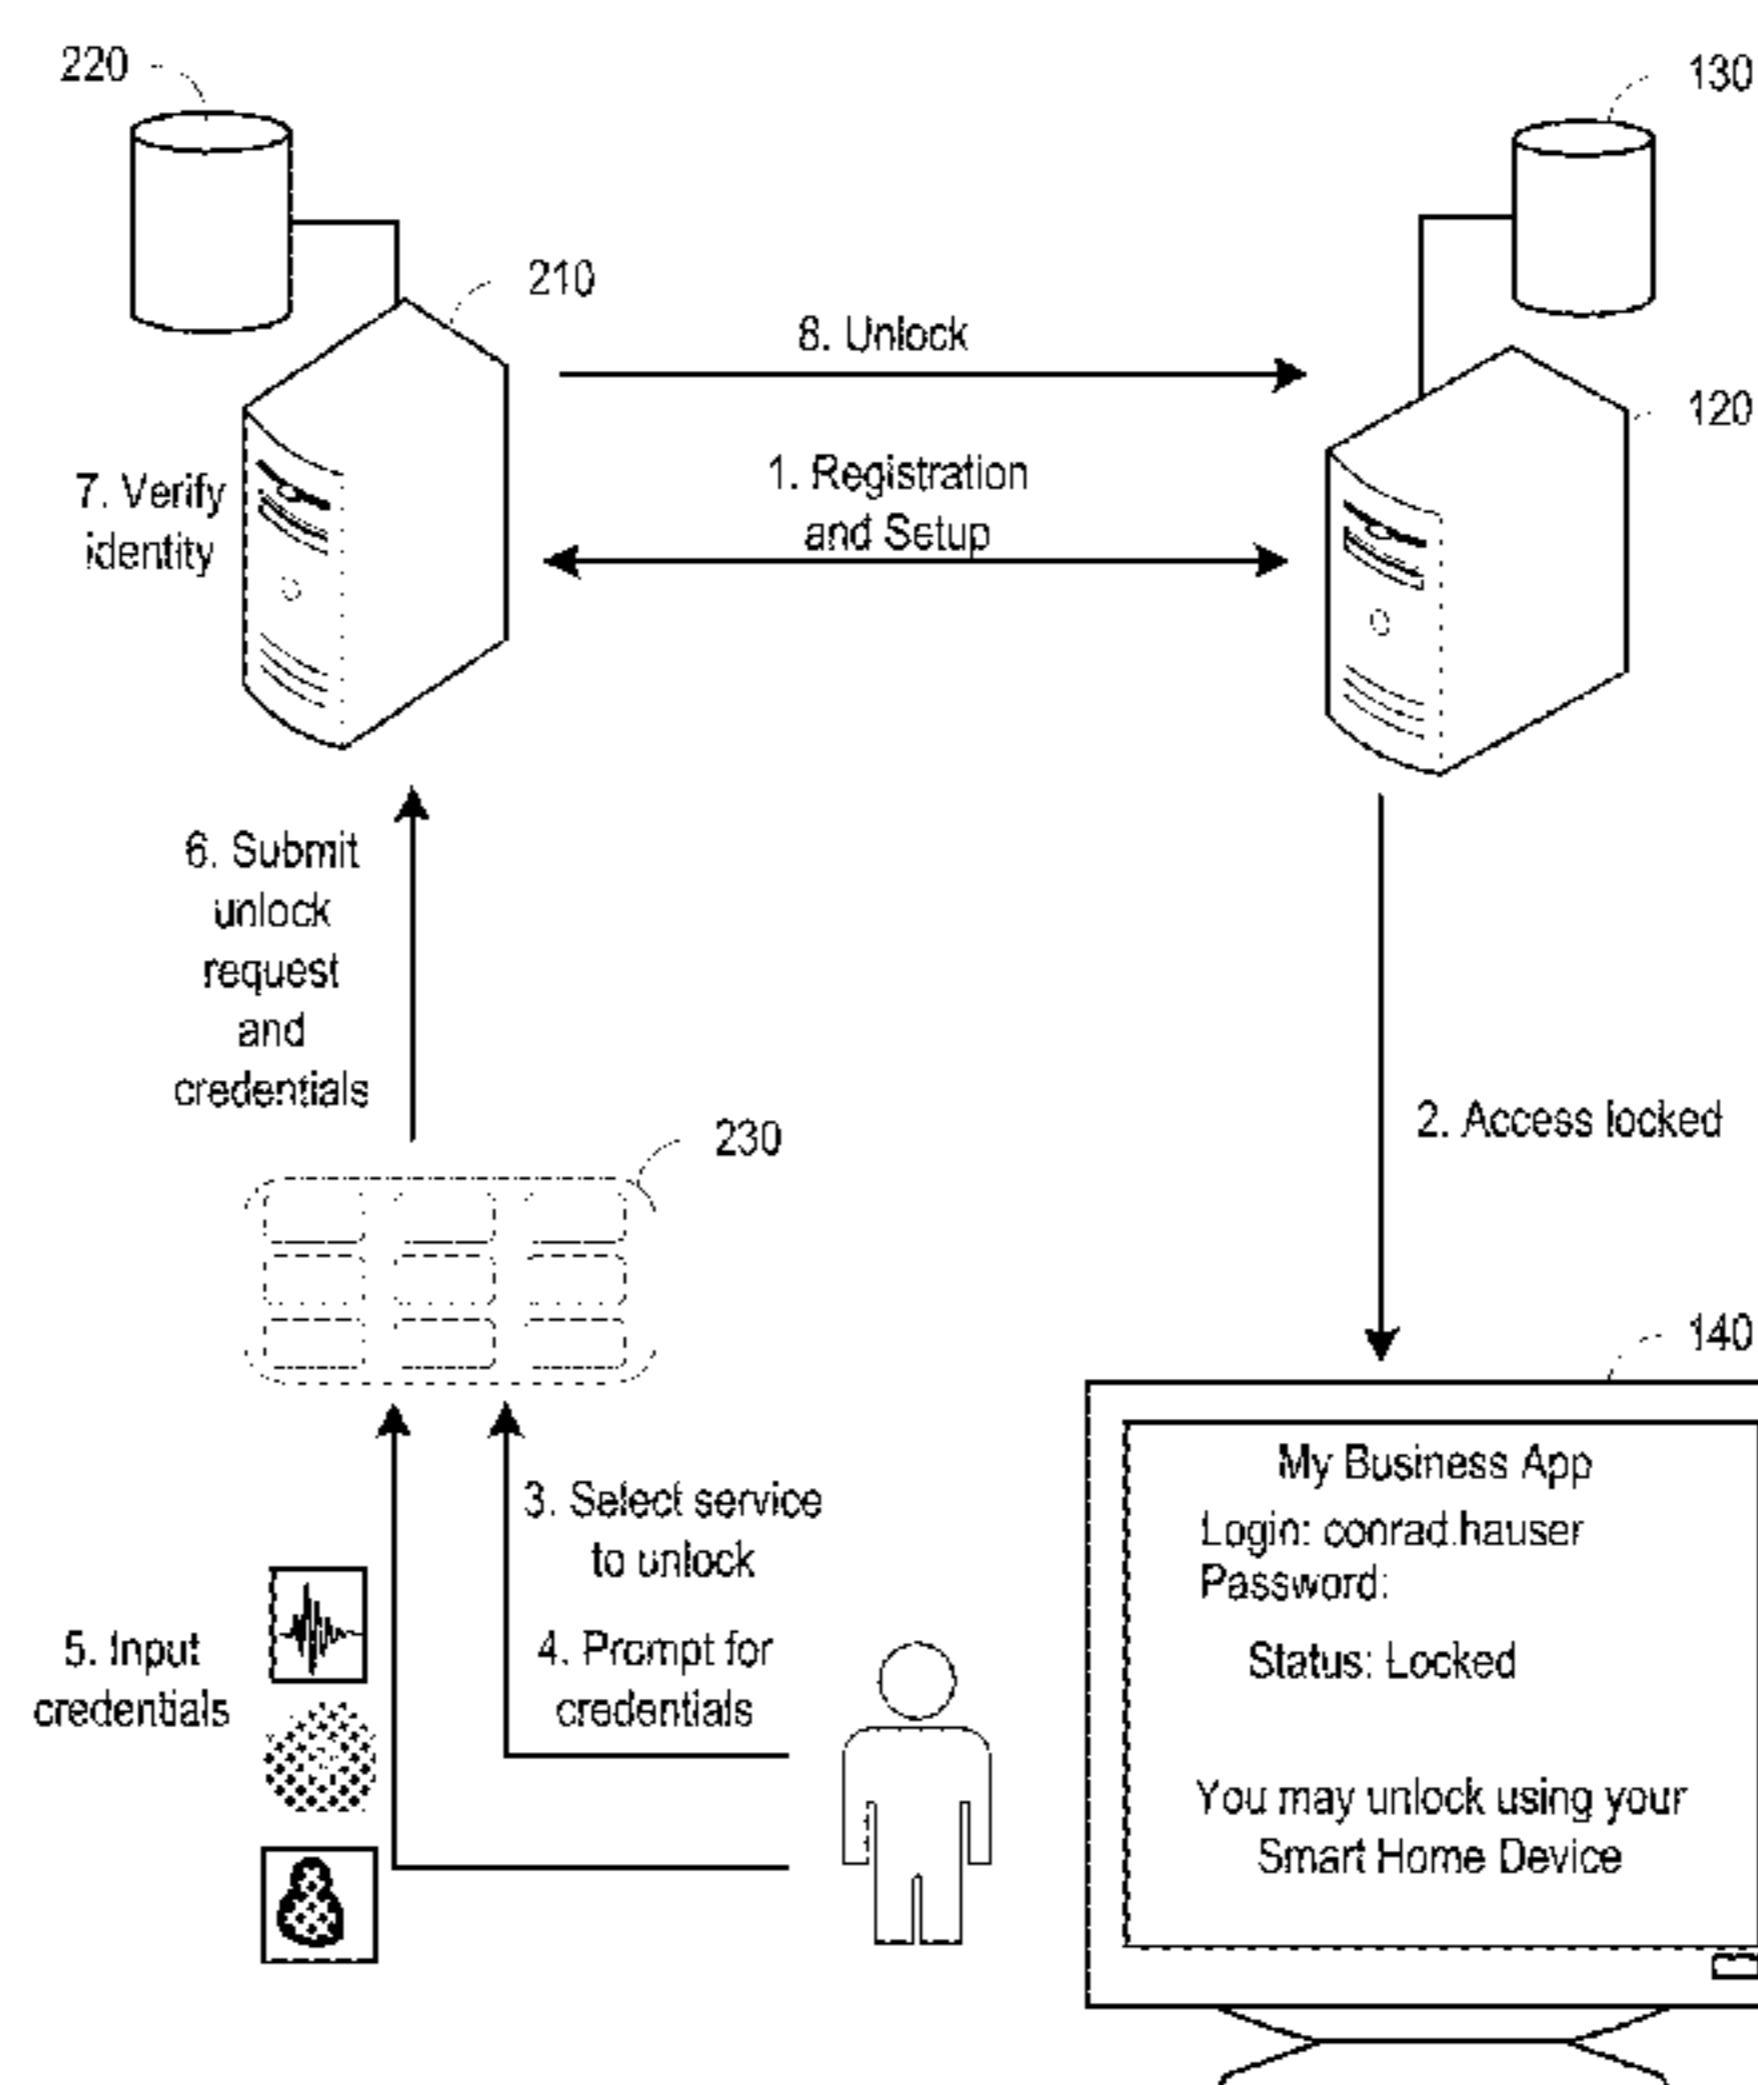 220
130
210
8. Unlock
120
1. Registration
and Setup
7. Verify
identity
6. Submit
unlock
request
and
credentials
230
2. Access locked
140
My Business App
Login: conrad.hauser
Password:
Status: Locked
You may unlock using your
Smart Home Device
3. Select service
to unlock
4. Prompt for
credentials
5. Input
credentials